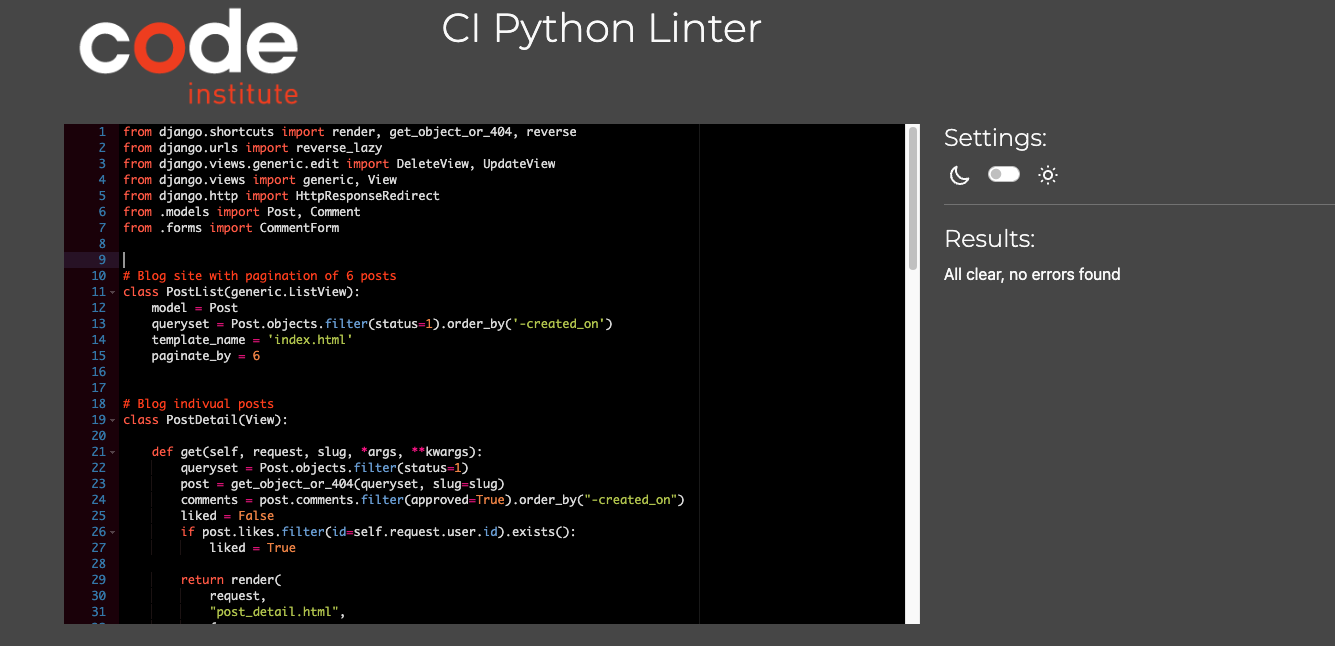 code
institute
CI Python Linter
1 from django.shortcuts import render, get_object_or_404, reverse
2 from django.urls import reverse_lazy
3 from django.views.generic.edit import DeleteView, UpdateView
4 from django.views import generic, View
5 from django.http import HttpResponseRedirect
6 from .models import Post, Comment
7 from .forms import CommentForm
8
9
10 # Blog site with pagination of 6 posts
11 class PostList(generic.ListView):
12     model = Post
13     queryset = Post.objects.filter(status=1).order_by('-created_on')
14     template_name = 'index.html'
15     paginate_by = 6
16
17
18 # Blog indivual posts
19 class PostDetail(View):
20
21     def get(self, request, slug, *args, **kwargs):
22         queryset = Post.objects.filter(status=1)
23         post = get_object_or_404(queryset, slug=slug)
24         comments = post.comments.filter(approved=True).order_by("-created_on")
25         liked = False
26         if post.likes.filter(id=self.request.user.id).exists():
27             liked = True
28
29         return render(
30             request,
31             "post_detail.html",
Settings:
Results:
All clear, no errors found